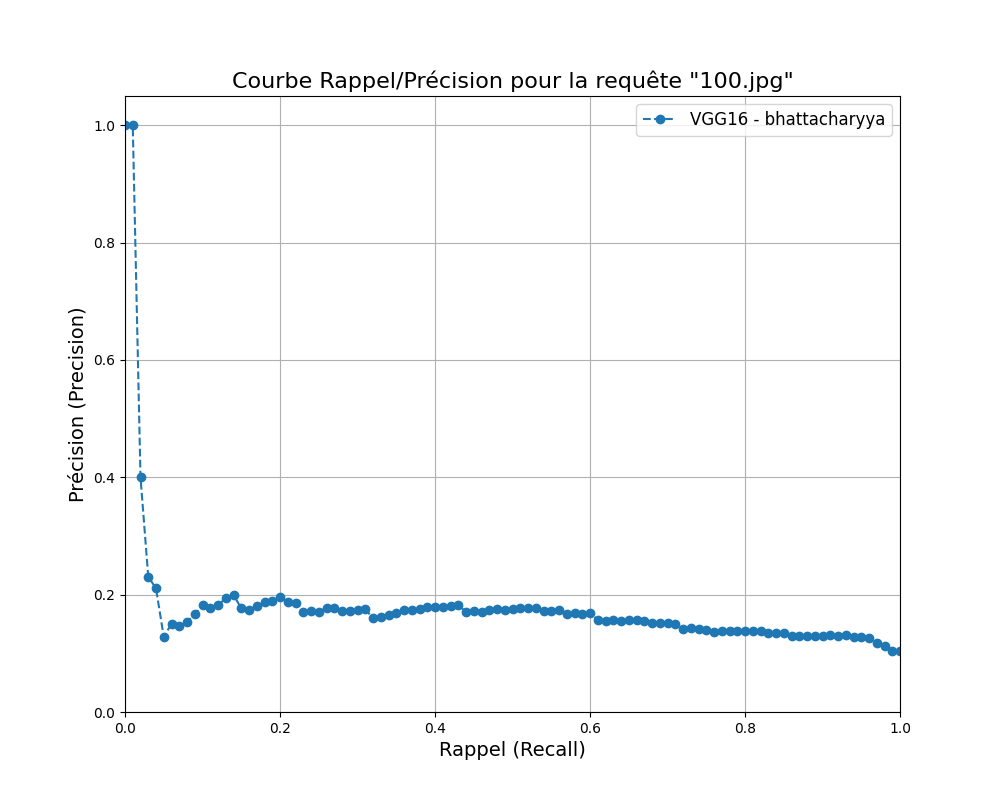 Courbe Rappel/Précision pour la requête "100.jpg"
VGG16 - bhattacharyya
Précision (Precision)
1.0
0.8
0.6
0.4
0.2
0.0
0.0 0.2 0.4 0.6 0.8 1.0
Rappel (Recall)